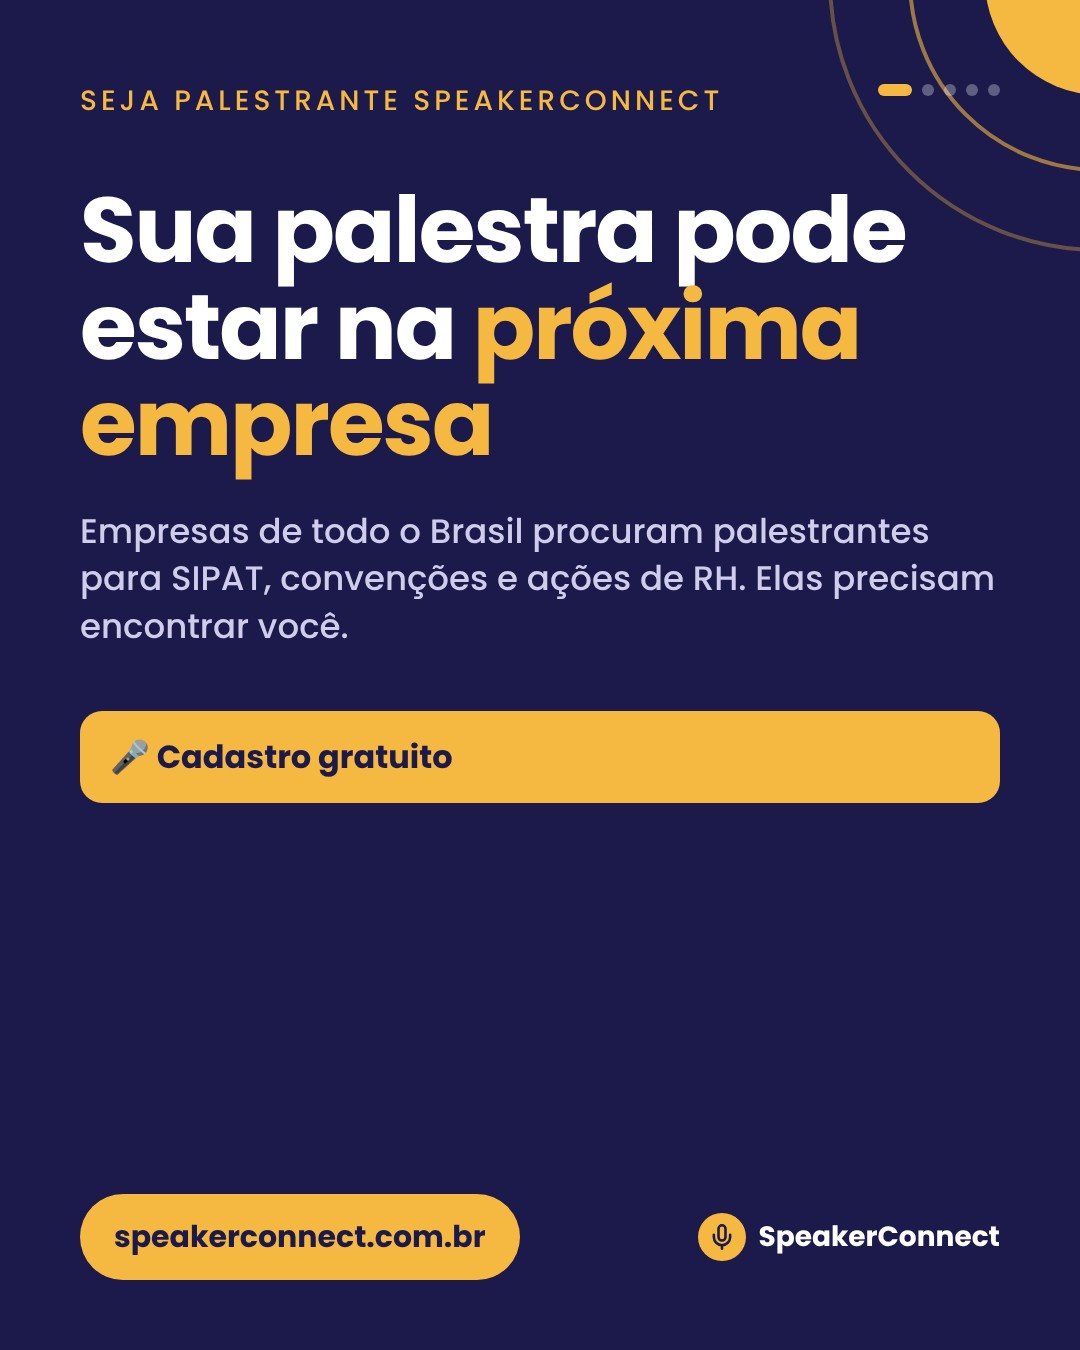 SEJA PALESTRANTE SPEAKERCONNECT
Sua palestra pode
estar na próxima
empresa
Empresas de todo o Brasil procuram palestrantes
para SIPAT, convenções e ações de RH. Elas precisam
encontrar você.
🎤 Cadastro gratuito
speakerconnect.com.br
SpeakerConnect